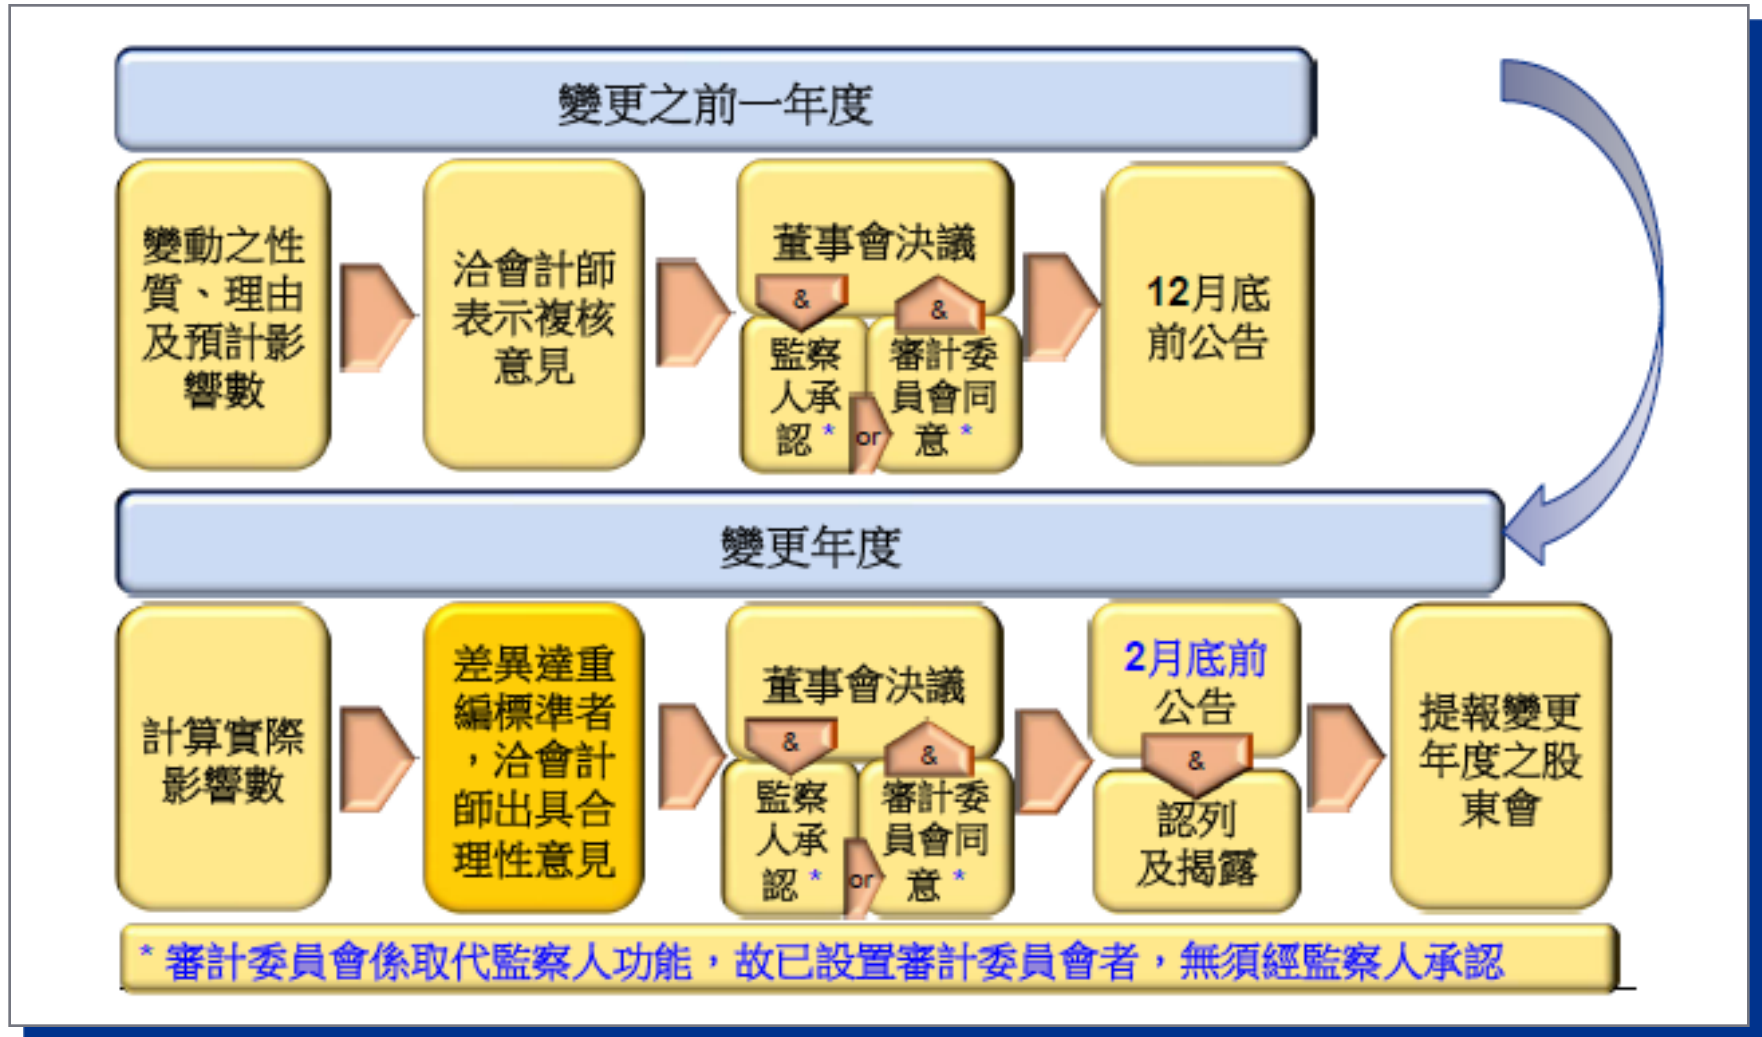 變更之前一年度
變動之性
質、理由
及預計影
響數
洽會計師
表示複核
意見
董事會決議
&
&
監察
人承
認 *
or
審計委
員會同
意 *
12月底
前公告
變更年度
計算實際
影響數
差異達重
編標準者
，洽會計
師出具合
理性意見
董事會決議
&
&
監察
人承
認 *
or
審計委
員會同
意 *
2月底前
公告
&
認列
及揭露
提報變更
年度之股
東會
* 審計委員會係取代監察人功能，故已設置審計委員會者，無須經監察人承認